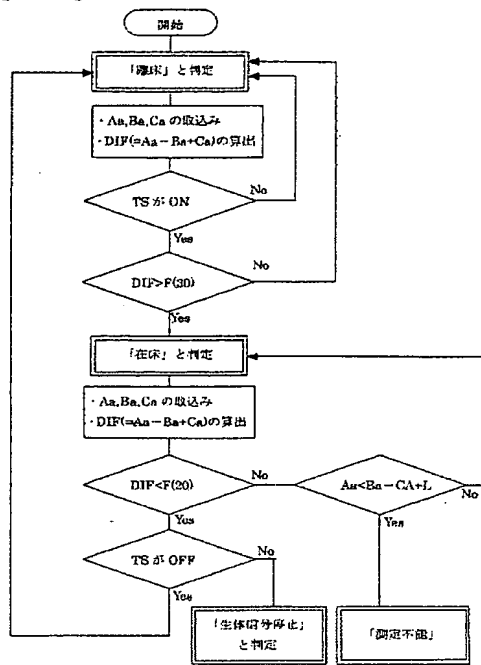 開始
「離床」と判定
・Aa,Ba,Ca の取込み
・DIF(=Aa－Ba+Ca)の算出
TS が ON
No
Yes
DIF>F(30)
No
Yes
「在床」と判定
・Aa,Ba,Ca の取込み
・DIF(=Aa－Ba+Ca)の算出
DIF<F(20)
No
Aa<Ba－CA+L
No
Yes
Yes
TS が OFF
No
Yes
「生体信号停止」
と判定
「測定不能」